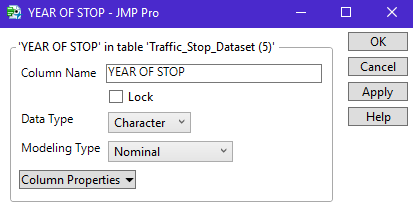 YEAR OF STOP - JMP Pro
'YEAR OF STOP' in table 'Traffic_Stop_Dataset (5)'
OK
Column Name YEAR OF STOP
Cancel
Lock
Apply
Data Type Character
Help
Modeling Type Nominal
Column Properties